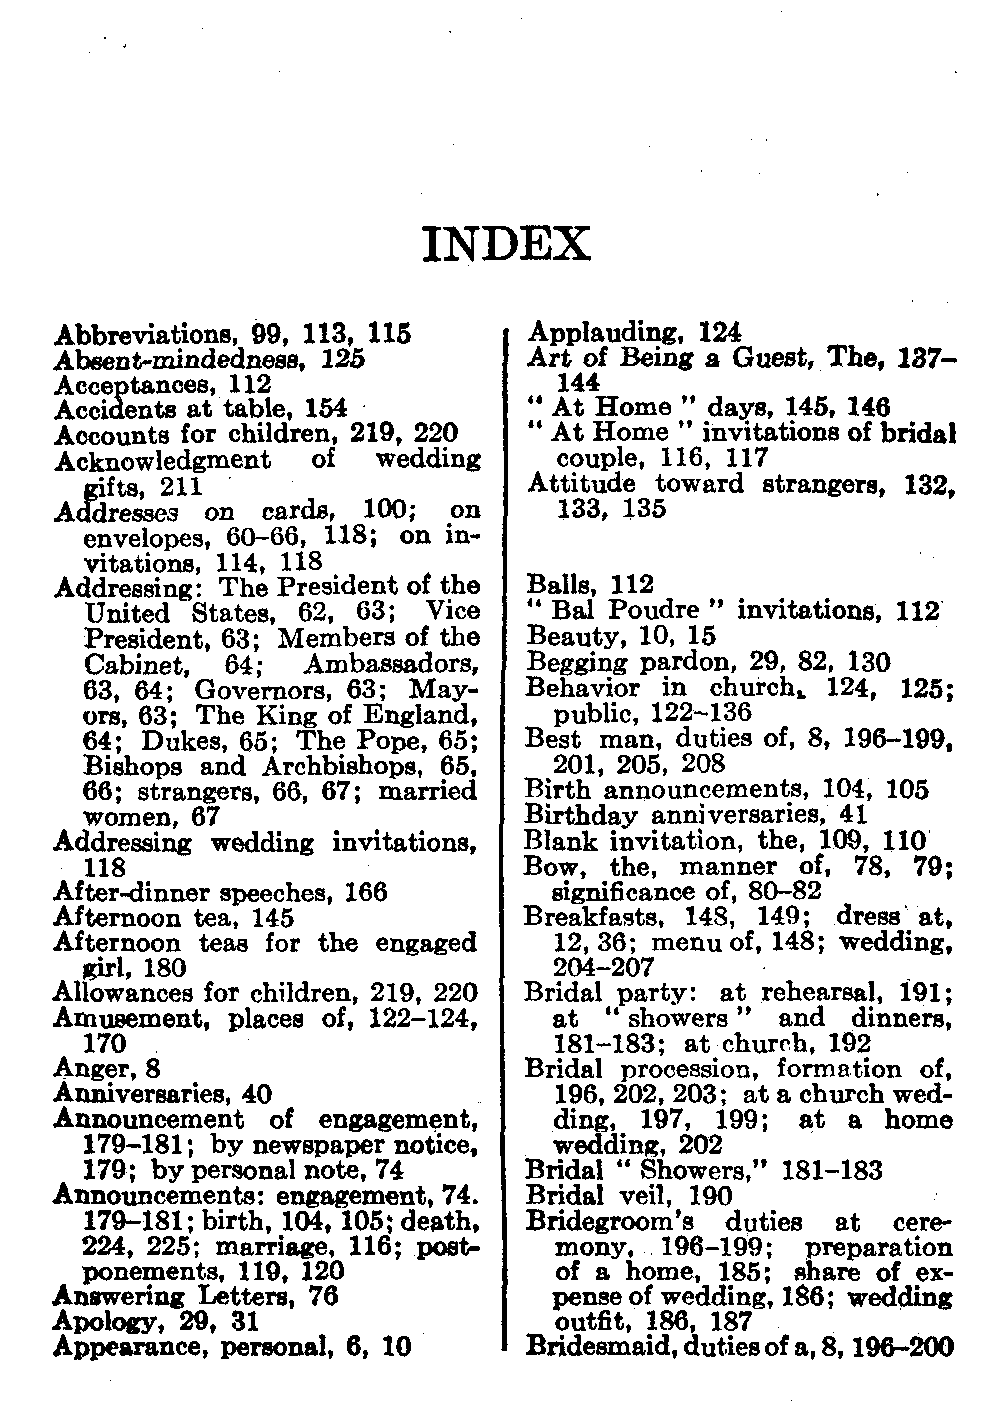 INDEX
Abbreviations, 99, 113, 115
Absent-mindedness, 125
Acceptances, 112
Accidents at table, 154
Accounts for children, 219, 220
Acknowledgment of wedding
gifts, 211
Addresses on cards, 100; on
envelopes, 60–66, 118; on in-
vitations, 114, 118
Addressing: The President of the
United States, 62, 63; Vice
President, 63; Members of the
Cabinet, 64; Ambassadors,
63, 64; Governors, 63; May-
ors, 63; The King of England,
64; Dukes, 65; The Pope, 65;
Bishops and Archbishops, 65,
66; strangers, 66, 67; married
women, 67
Addressing wedding invitations,
118
After-dinner speeches, 166
Afternoon tea, 145
Afternoon teas for the engaged
girl, 180
Allowances for children, 219, 220
Amusement, places of, 122–124,
170
Anger, 8
Anniversaries, 40
Announcement of engagement,
179–181; by newspaper notice,
179; by personal note, 74
Announcements: engagement, 74.
179–181; birth, 104, 105; death,
224, 225; marriage, 116; post-
ponements, 119, 120
Answering Letters, 76
Apology, 29, 31
Appearance, personal, 6, 10
Applauding, 124
Art of Being a Guest, The, 137–
144
" At Home " days, 145, 146
" At Home " invitations of bridal
couple, 116, 117
Attitude toward strangers, 132,
133, 135
Balls, 112
" Bal Poudre " invitations, 112
Beauty, 10, 15
Begging pardon, 29, 82, 130
Behavior in church, 124, 125;
public, 122–136
Best man, duties of, 8, 196–199,
201, 205, 208
Birth announcements, 104, 105
Birthday anniversaries, 41
Blank invitation, the, 109, 110
Bow, the, manner of, 78, 79;
significance of, 80–82
Breakfasts, 148, 149; dress at,
12, 36; menu of, 148; wedding,
204–207
Bridal party: at rehearsal, 191;
at " showers " and dinners,
181–183; at church, 192
Bridal procession, formation of,
196, 202, 203; at a church wed-
ding, 197, 199; at a home
wedding, 202
Bridal " Showers," 181–183
Bridal veil, 190
Bridegroom's duties at cere-
mony, 196–199; preparation
of a home, 185; share of ex-
pense of wedding, 186; wedding
outfit, 186, 187
Bridesmaid, duties of a, 8, 196–200